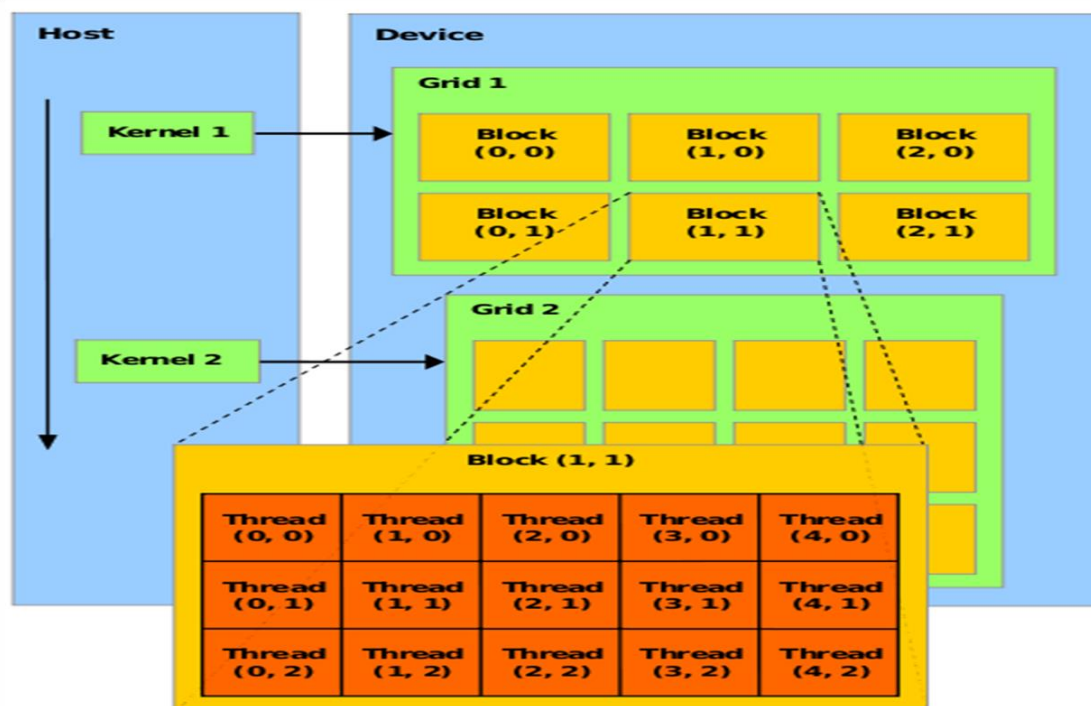 Host
Device
Grid 1
Kernel 1
Block
(0, 0)
Block
(1, 0)
Block
(2, 0)
Block
(0, 1)
Block
(1, 1)
Block
(2, 1)
Grid 2
Kernel 2
Block (1, 1)
Thread
(0, 0)
Thread
(1, 0)
Thread
(2, 0)
Thread
(3, 0)
Thread
(4, 0)
Thread
(0, 1)
Thread
(1, 1)
Thread
(2, 1)
Thread
(3, 1)
Thread
(4, 1)
Thread
(0, 2)
Thread
(1, 2)
Thread
(2, 2)
Thread
(3, 2)
Thread
(4, 2)